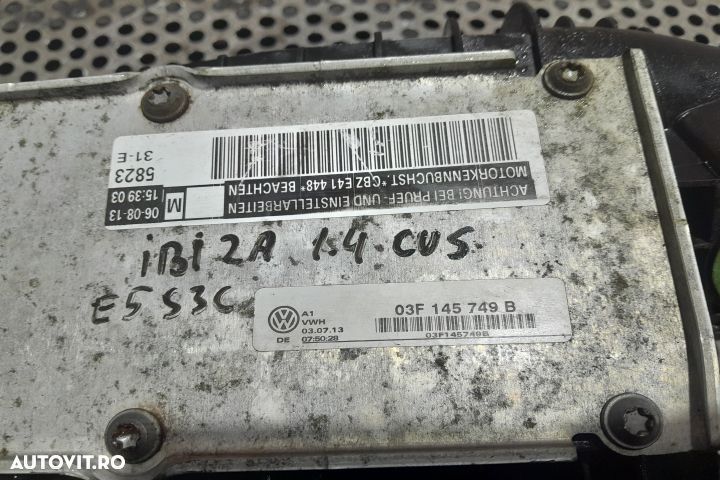 ACHTUNG! BEI PRUEF- UND EINSTELLARBEITEN
MOTORKENNBUCHST. *CBZ E41 448* BEACHTEN
M
06-08-13
15:39 03
5823
31-E
IBIZA 1.4 CUS.
E5 S3C
A1
VWH
03.07.13
DE 07:50:28
03F 145 749 B
03F145749B
AUTOVIT.RO